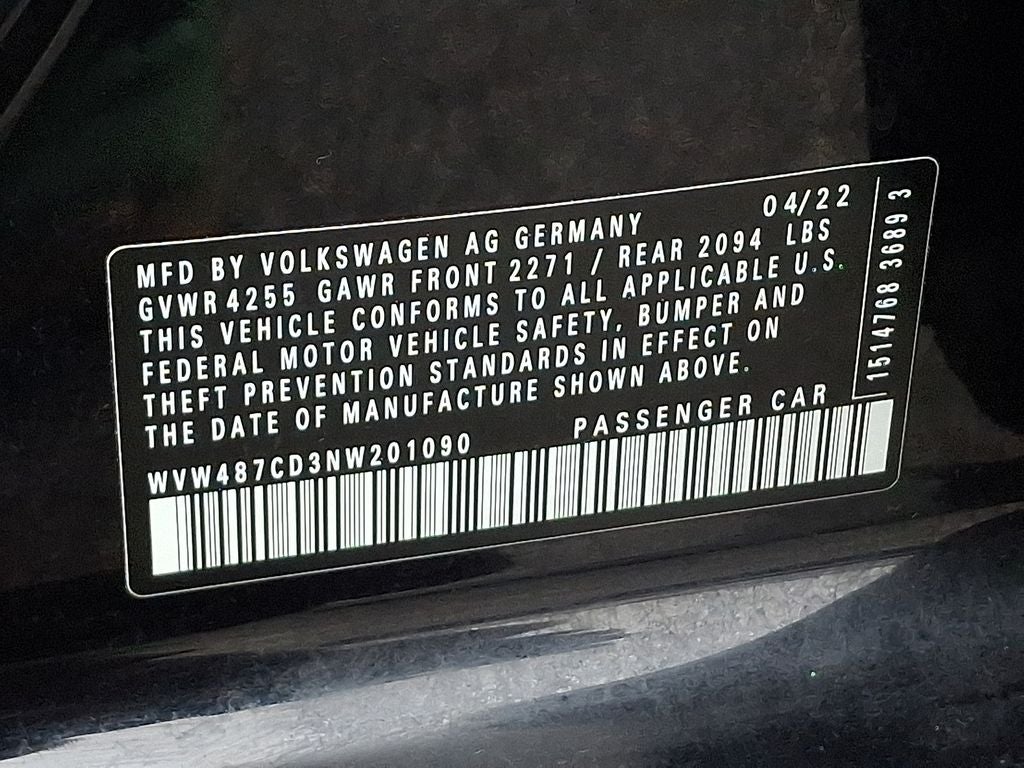 MFD BY VOLKSWAGEN AG GERMANY 04/22
GVWR 4255 GAWR FRONT 2271 / REAR 2094 LBS
THIS VEHICLE CONFORMS TO ALL APPLICABLE U.S.
FEDERAL MOTOR VEHICLE SAFETY, BUMPER AND
THEFT PREVENTION STANDARDS IN EFFECT ON
THE DATE OF MANUFACTURE SHOWN ABOVE.
WVW487CD3NW201090 PASSENGER CAR
1514768 3689 3